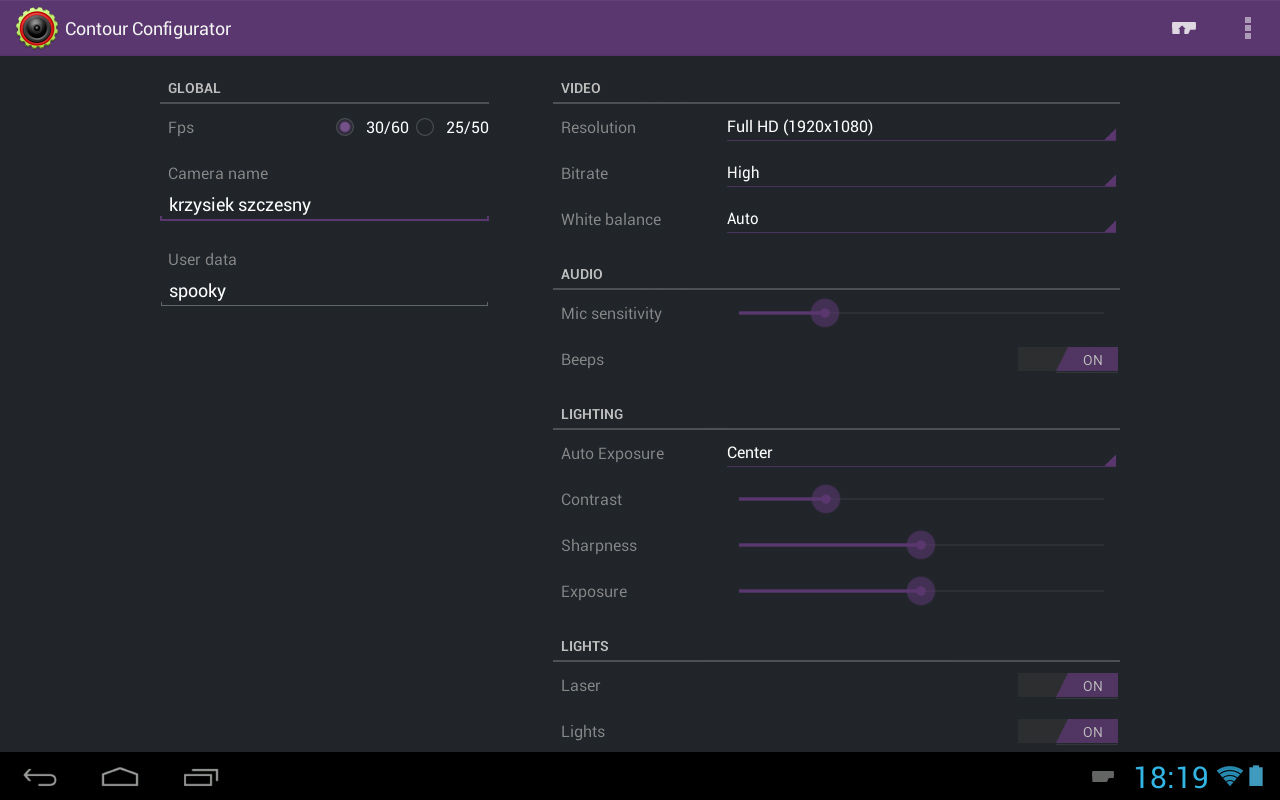 Contour Configurator
GLOBAL
Fps 30/60 25/50
Camera name
krzysiek szczesny
User data
spooky
VIDEO
Resolution Full HD (1920x1080)
Bitrate High
White balance Auto
AUDIO
Mic sensitivity
Beeps ON
LIGHTING
Auto Exposure Center
Contrast
Sharpness
Exposure
LIGHTS
Laser ON
Lights ON
18:19